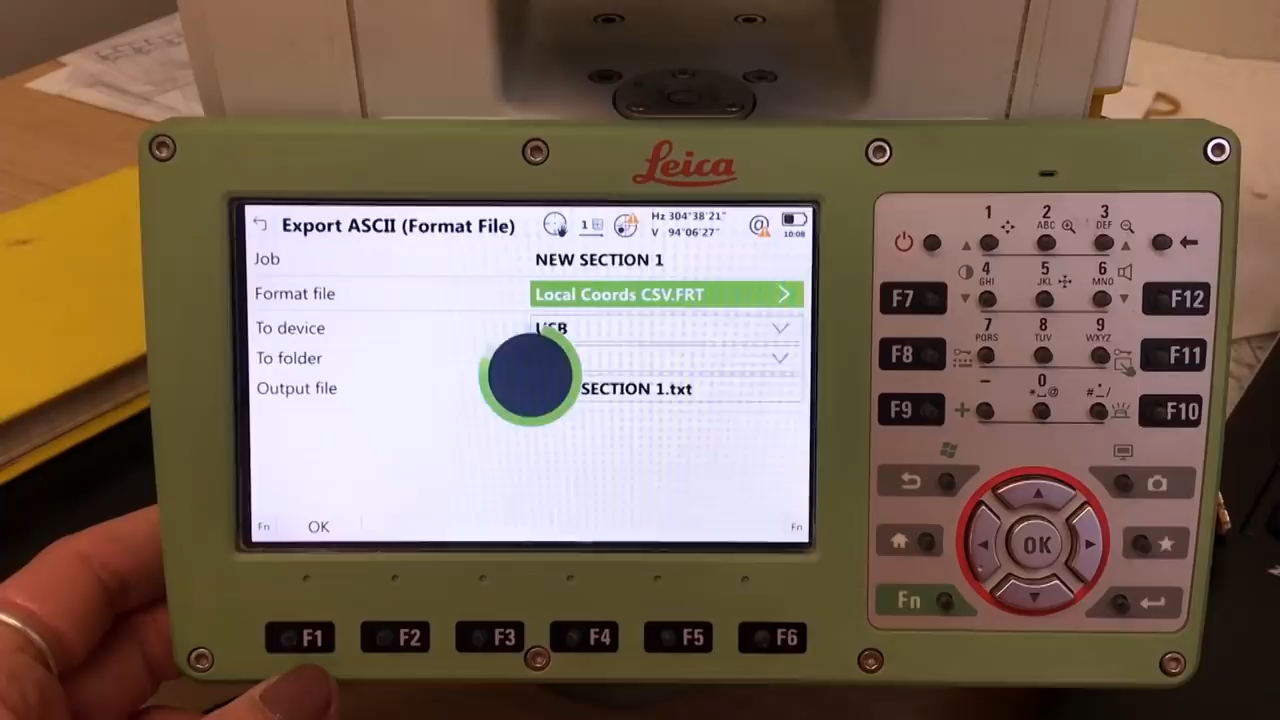 Leica
Export ASCII (Format File)
1
Hz 304°38'21"
V 94°06'27"
@
10:08
Job NEW SECTION 1
Format file Local Coords CSV.FRT
To device USB
To folder
Output file SECTION 1.txt
Fn OK Fn
F1 F2 F3 F4 F5 F6
1 2 ABC 3 DEF
F7 4 GHI 5 JKL 6 MNO F12
F8 7 PQRS 8 TUV 9 WXYZ F11
F9 + - 0 *_@ #*/ F10
OK
Fn